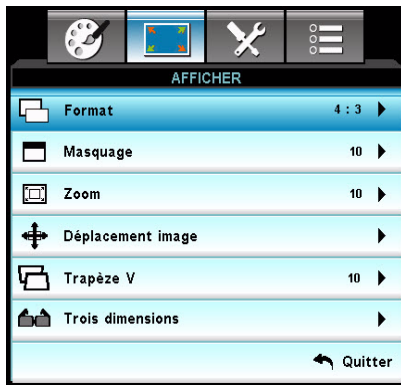 AFFICHER
Format 4 : 3
Masquage 10
Zoom 10
Déplacement image
Trapèze V 10
Trois dimensions
Quitter